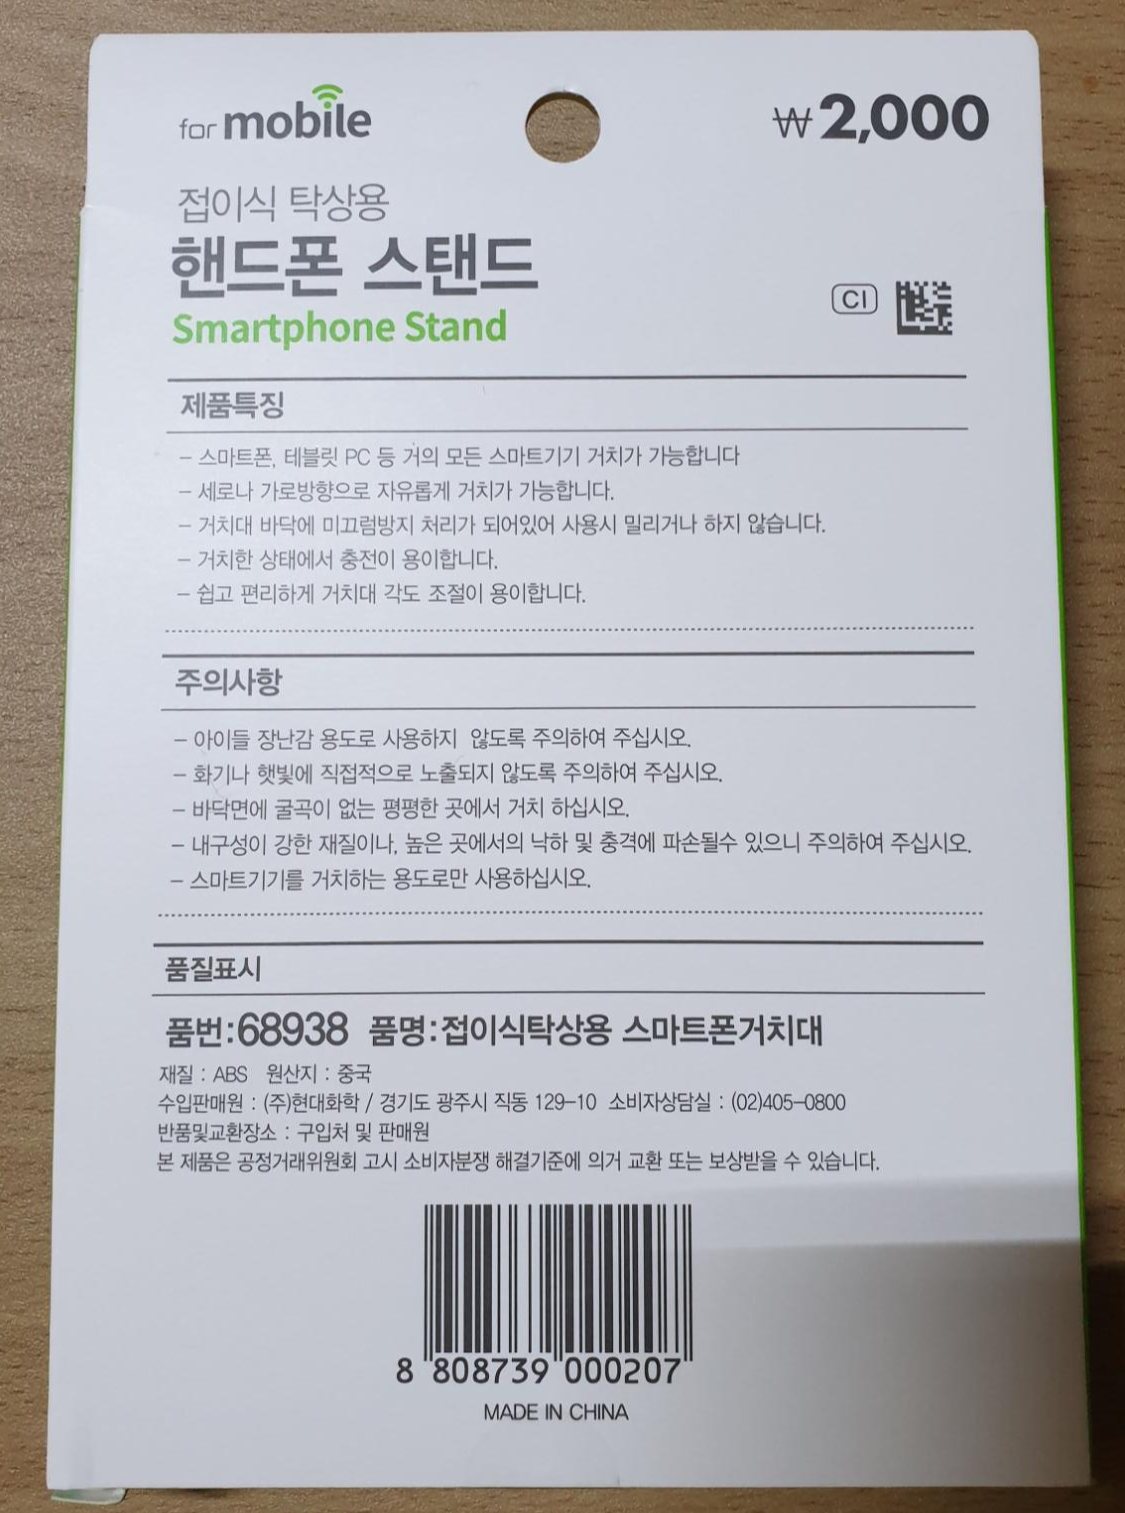 for mobile
₩2,000
접이식 탁상용
핸드폰 스탠드
Smartphone Stand
CI
제품특징
- 스마트폰, 테블릿 PC 등 거의 모든 스마트기기 거치가 가능합니다
- 세로나 가로방향으로 자유롭게 거치가 가능합니다.
- 거치대 바닥에 미끄럼방지 처리가 되어있어 사용시 밀리거나 하지 않습니다.
- 거치한 상태에서 충전이 용이합니다.
- 쉽고 편리하게 거치대 각도 조절이 용이합니다.
주의사항
- 아이들 장난감 용도로 사용하지 않도록 주의하여 주십시오.
- 화기나 햇빛에 직접적으로 노출되지 않도록 주의하여 주십시오.
- 바닥면에 굴곡이 없는 평평한 곳에서 거치 하십시오.
- 내구성이 강한 재질이나, 높은 곳에서의 낙하 및 충격에 파손될수 있으니 주의하여 주십시오.
- 스마트기기를 거치하는 용도로만 사용하십시오.
품질표시
품번:68938 품명:접이식탁상용 스마트폰거치대
재질 : ABS 원산지 : 중국
수입판매원 : (주)현대화학 / 경기도 광주시 직동 129-10 소비자상담실 : (02)405-0800
반품및교환장소 : 구입처 및 판매원
본 제품은 공정거래위원회 고시 소비자분쟁 해결기준에 의거 교환 또는 보상받을 수 있습니다.
8 808739 000207
MADE IN CHINA